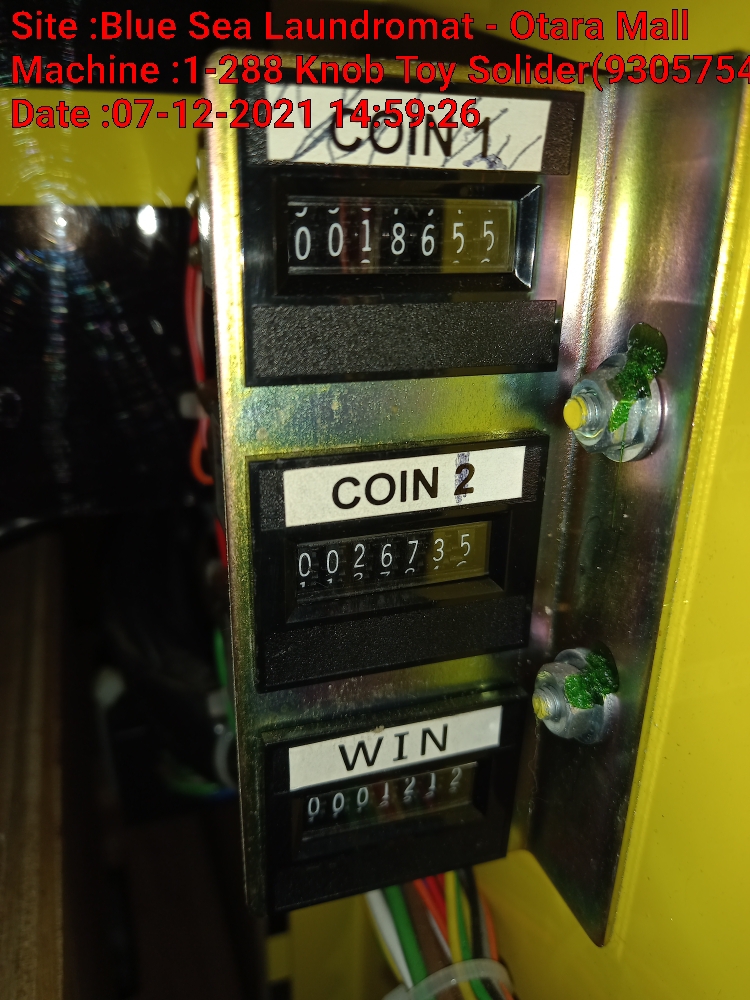 Site :Blue Sea Laundromat - Otara Mall
Machine :1-288 Knob Toy Solider(9305754
Date :07-12-2021 14:59:26
COIN 1
0018655
COIN 2
0026735
WIN
0001212